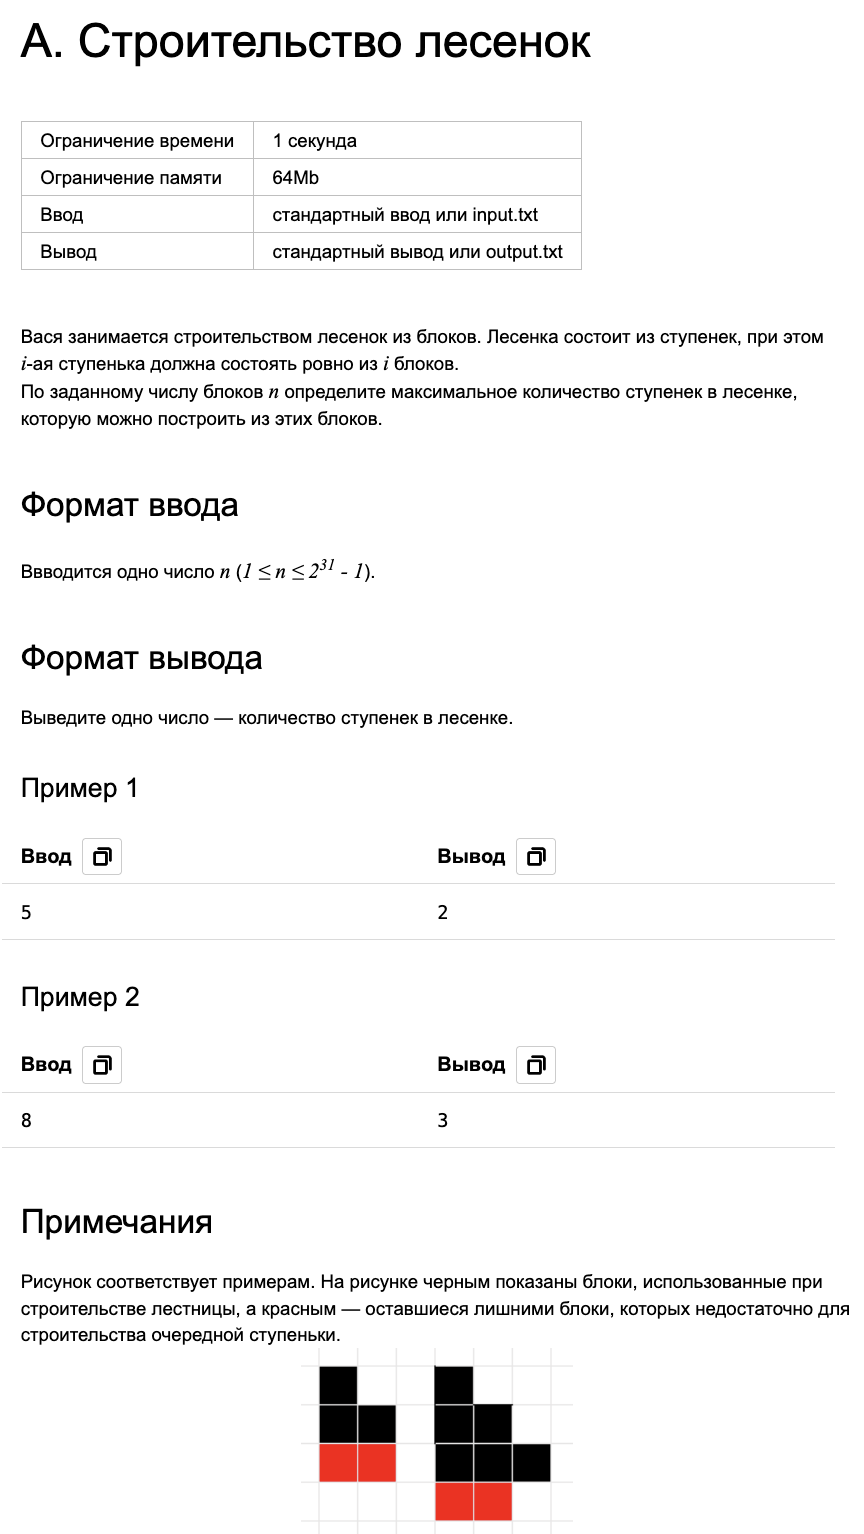 А. Строительство лесенок
Ограничение времени 1 секунда
Ограничение памяти 64Mb
Ввод стандартный ввод или input.txt
Вывод стандартный вывод или output.txt
Вася занимается строительством лесенок из блоков. Лесенка состоит из ступенек, при этом
i-ая ступенька должна состоять ровно из i блоков.
По заданному числу блоков n определите максимальное количество ступенек в лесенке,
которую можно построить из этих блоков.
Формат ввода
Ввводится одно число n (1 ≤ n ≤ 2^31 - 1).
Формат вывода
Выведите одно число — количество ступенек в лесенке.
Пример 1
Ввод Вывод
5 2
Пример 2
Ввод Вывод
8 3
Примечания
Рисунок соответствует примерам. На рисунке черным показаны блоки, использованные при
строительстве лестницы, а красным — оставшиеся лишними блоки, которых недостаточно для
строительства очередной ступеньки.